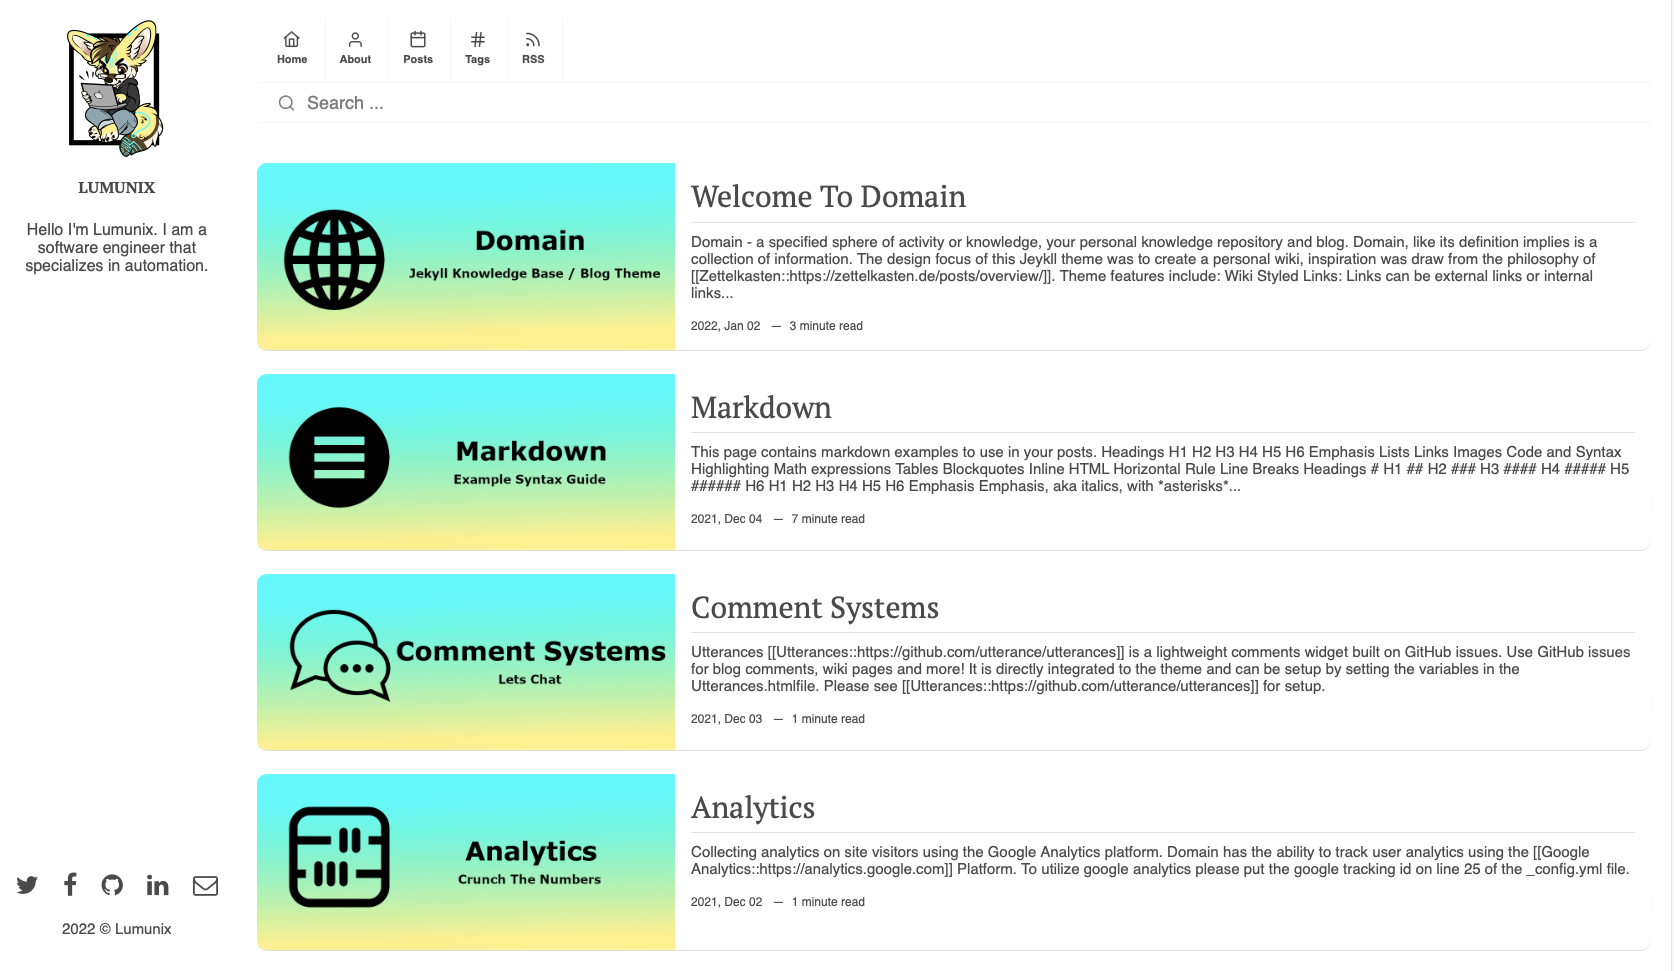 LUMUNIX
Hello I'm Lumunix. I am a
software engineer that
specializes in automation.
2022 © Lumunix
Home
About
Posts
Tags
RSS
Search ...
Domain
Jekyll Knowledge Base / Blog Theme
Welcome To Domain
Domain - a specified sphere of activity or knowledge, your personal knowledge repository and blog. Domain, like its definition implies is a
collection of information. The design focus of this Jeykll theme was to create a personal wiki, inspiration was draw from the philosophy of
[[Zettelkasten::https://zettelkasten.de/posts/overview/]]. Theme features include: Wiki Styled Links: Links can be external links or internal
links...
2022, Jan 02 — 3 minute read
Markdown
Example Syntax Guide
Markdown
This page contains markdown examples to use in your posts. Headings H1 H2 H3 H4 H5 H6 Emphasis Lists Links Images Code and Syntax
Highlighting Math expressions Tables Blockquotes Inline HTML Horizontal Rule Line Breaks Headings # H1 ## H2 ### H3 #### H4 ##### H5
###### H6 H1 H2 H3 H4 H5 H6 Emphasis Emphasis, aka italics, with *asterisks*...
2021, Dec 04 — 7 minute read
Comment Systems
Lets Chat
Comment Systems
Utterances [[Utterances::https://github.com/utterance/utterances]] is a lightweight comments widget built on GitHub issues. Use GitHub issues
for blog comments, wiki pages and more! It is directly integrated to the theme and can be setup by setting the variables in the
Utterances.htmlfile. Please see [[Utterances::https://github.com/utterance/utterances]] for setup.
2021, Dec 03 — 1 minute read
Analytics
Crunch The Numbers
Analytics
Collecting analytics on site visitors using the Google Analytics platform. Domain has the ability to track user analytics using the [[Google
Analytics::https://analytics.google.com]] Platform. To utilize google analytics please put the google tracking id on line 25 of the _config.yml file.
2021, Dec 02 — 1 minute read